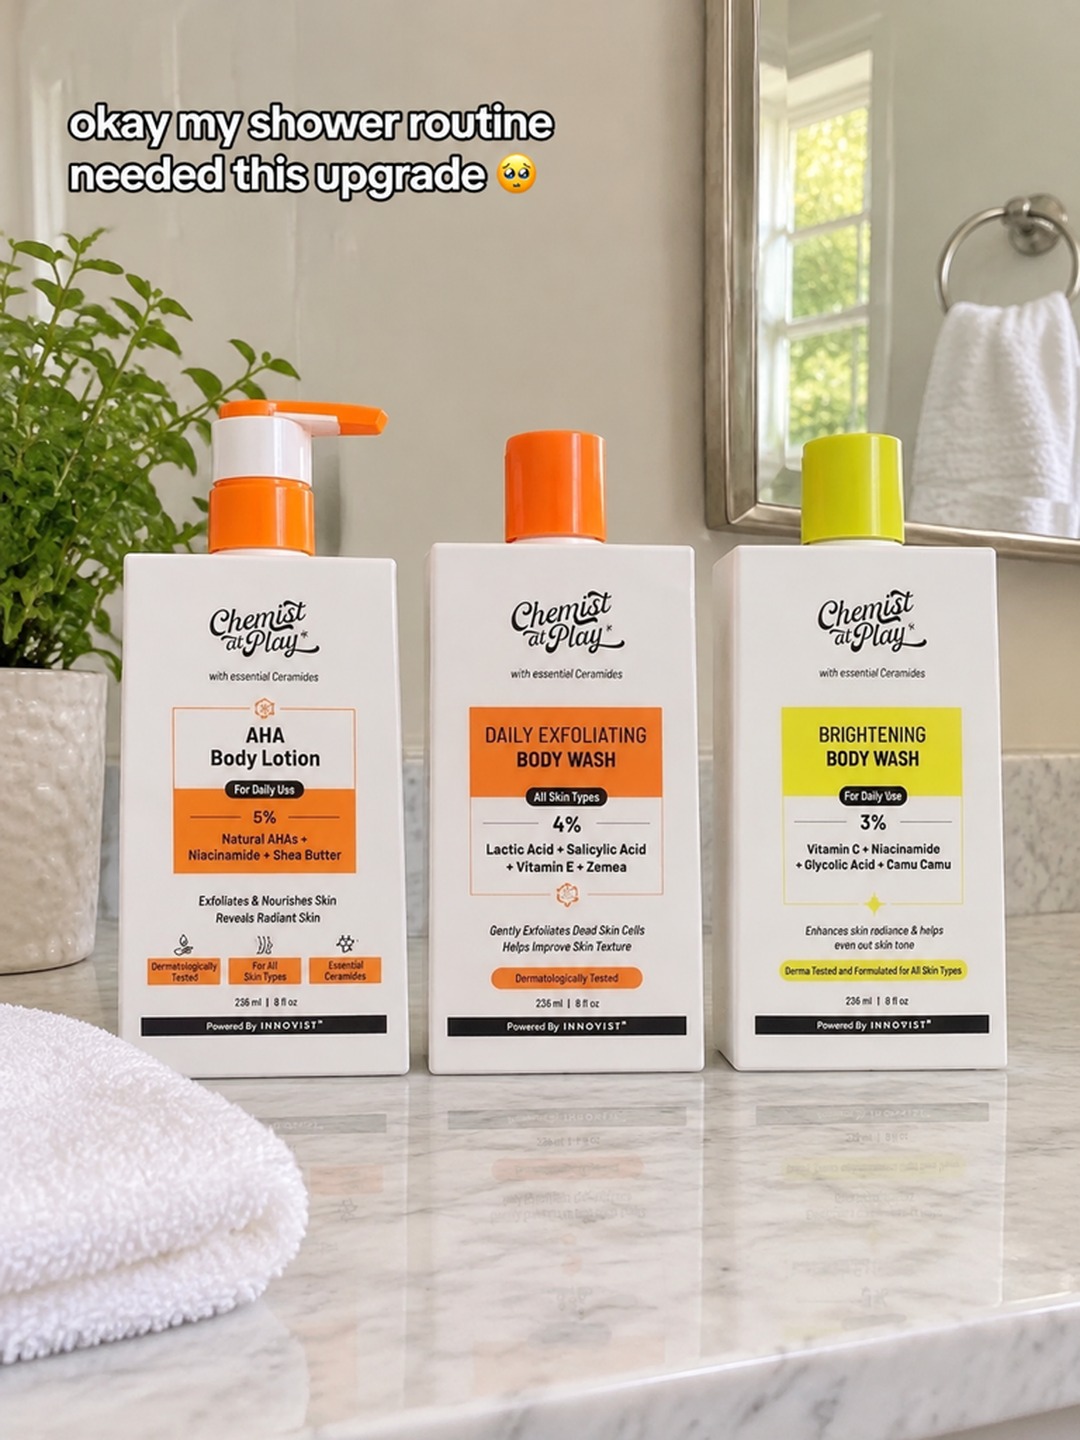 okay my shower routine
needed this upgrade 🥺
Chemist
at Play*
with essential Ceramides
AHA
Body Lotion
For Daily Uss
5%
Natural AHAs +
Niacinamide + Shea Butter
Exfoliates & Nourishes Skin
Reveals Radiant Skin
Dermatologically
Tested
For All
Skin Types
Essential
Ceramides
236 ml | 8 fl oz
Powered By INNOVIST
Chemist
at Play*
with essential Ceramides
DAILY EXFOLIATING
BODY WASH
All Skin Types
4%
Lactic Acid + Salicylic Acid
+ Vitamin E + Zemea
Gently Exfoliates Dead Skin Cells
Helps Improve Skin Texture
Dermatologically Tested
236 ml | 8 fl oz
Powered By INNOVIST
Chemist
at Play*
with essential Ceramides
BRIGHTENING
BODY WASH
For Daily Use
3%
Vitamin C + Niacinamide
+ Glycolic Acid + Camu Camu
Enhances skin radiance & helps
even out skin tone
Derma Tested and Formulated for All Skin Types
236 ml | 8 fl oz
Powered By INNOVIST